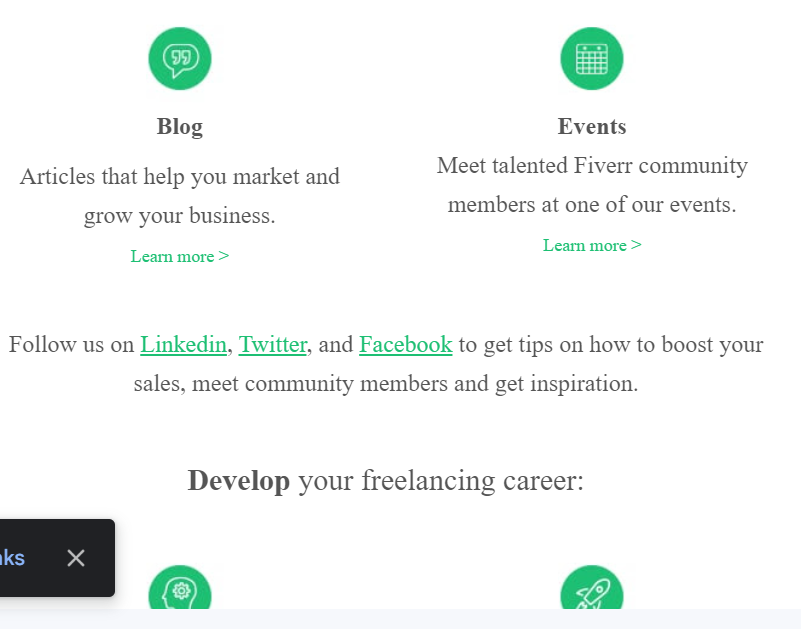 Blog
Articles that help you market and
grow your business.
Learn more >
Events
Meet talented Fiverr community
members at one of our events.
Learn more >
Follow us on Linkedin, Twitter, and Facebook to get tips on how to boost your
sales, meet community members and get inspiration.
Develop your freelancing career: